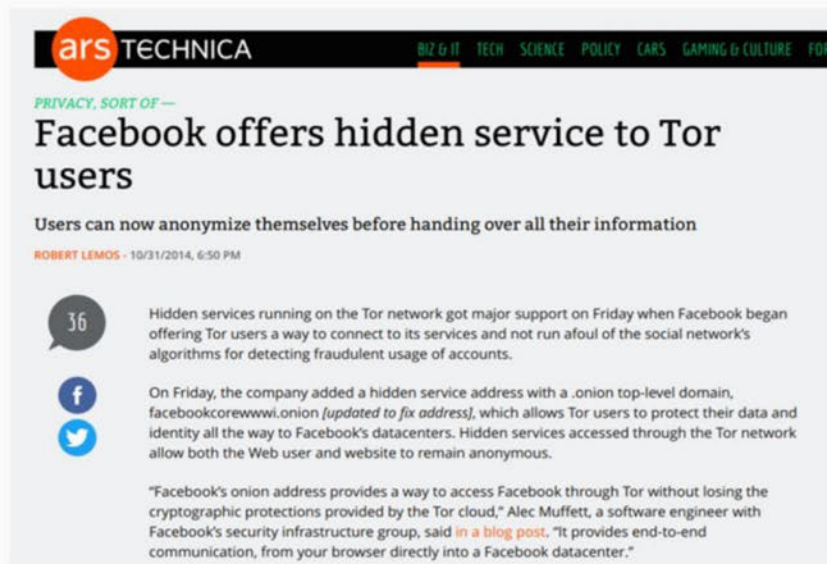 ars TECHNICA
BIZ & IT TECH SCIENCE POLICY CARS GAMING & CULTURE FOR
PRIVACY, SORT OF —
Facebook offers hidden service to Tor
users
Users can now anonymize themselves before handing over all their information
ROBERT LEMOS - 10/31/2014, 6:50 PM
36
Hidden services running on the Tor network got major support on Friday when Facebook began
offering Tor users a way to connect to its services and not run afoul of the social network's
algorithms for detecting fraudulent usage of accounts.
f
On Friday, the company added a hidden service address with a .onion top-level domain,
facebookcorewwwi.onion [updated to fix address], which allows Tor users to protect their data and
identity all the way to Facebook's datacenters. Hidden services accessed through the Tor network
allow both the Web user and website to remain anonymous.
"Facebook's onion address provides a way to access Facebook through Tor without losing the
cryptographic protections provided by the Tor cloud," Alec Muffett, a software engineer with
Facebook's security infrastructure group, said in a blog post. "It provides end-to-end
communication, from your browser directly into a Facebook datacenter."